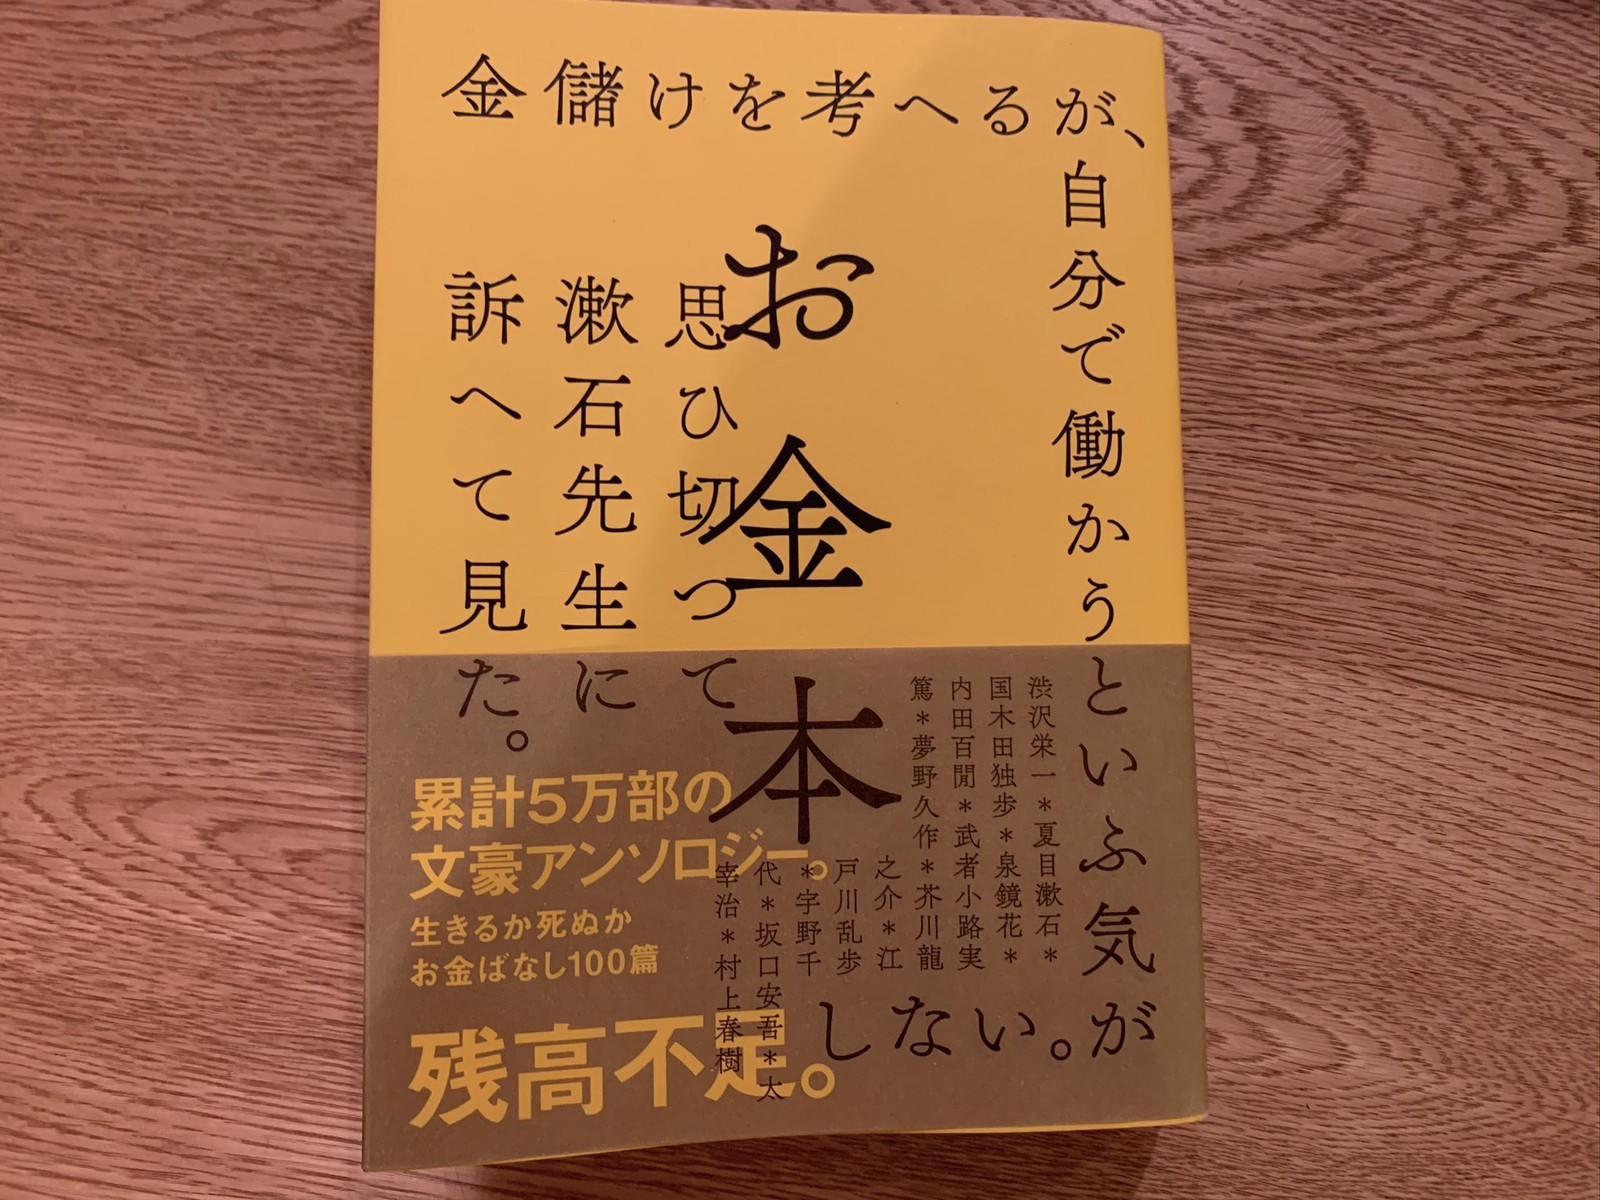 金儲けを考へるが、
自分で働かうといふ気が
しない。
思ひ切つて
漱石先生に
訴へて見た。
お金本
渋沢栄一*夏目漱石*
国木田独歩*泉鏡花*
内田百閒*武者小路実
篤*夢野久作*芥川龍
之介*江
戸川乱歩
*宇野千
代*坂口安吾*太
宰治*村上春樹
累計5万部の
文豪アンソロジー。
生きるか死ぬか
お金ばなし100篇
残高不足。